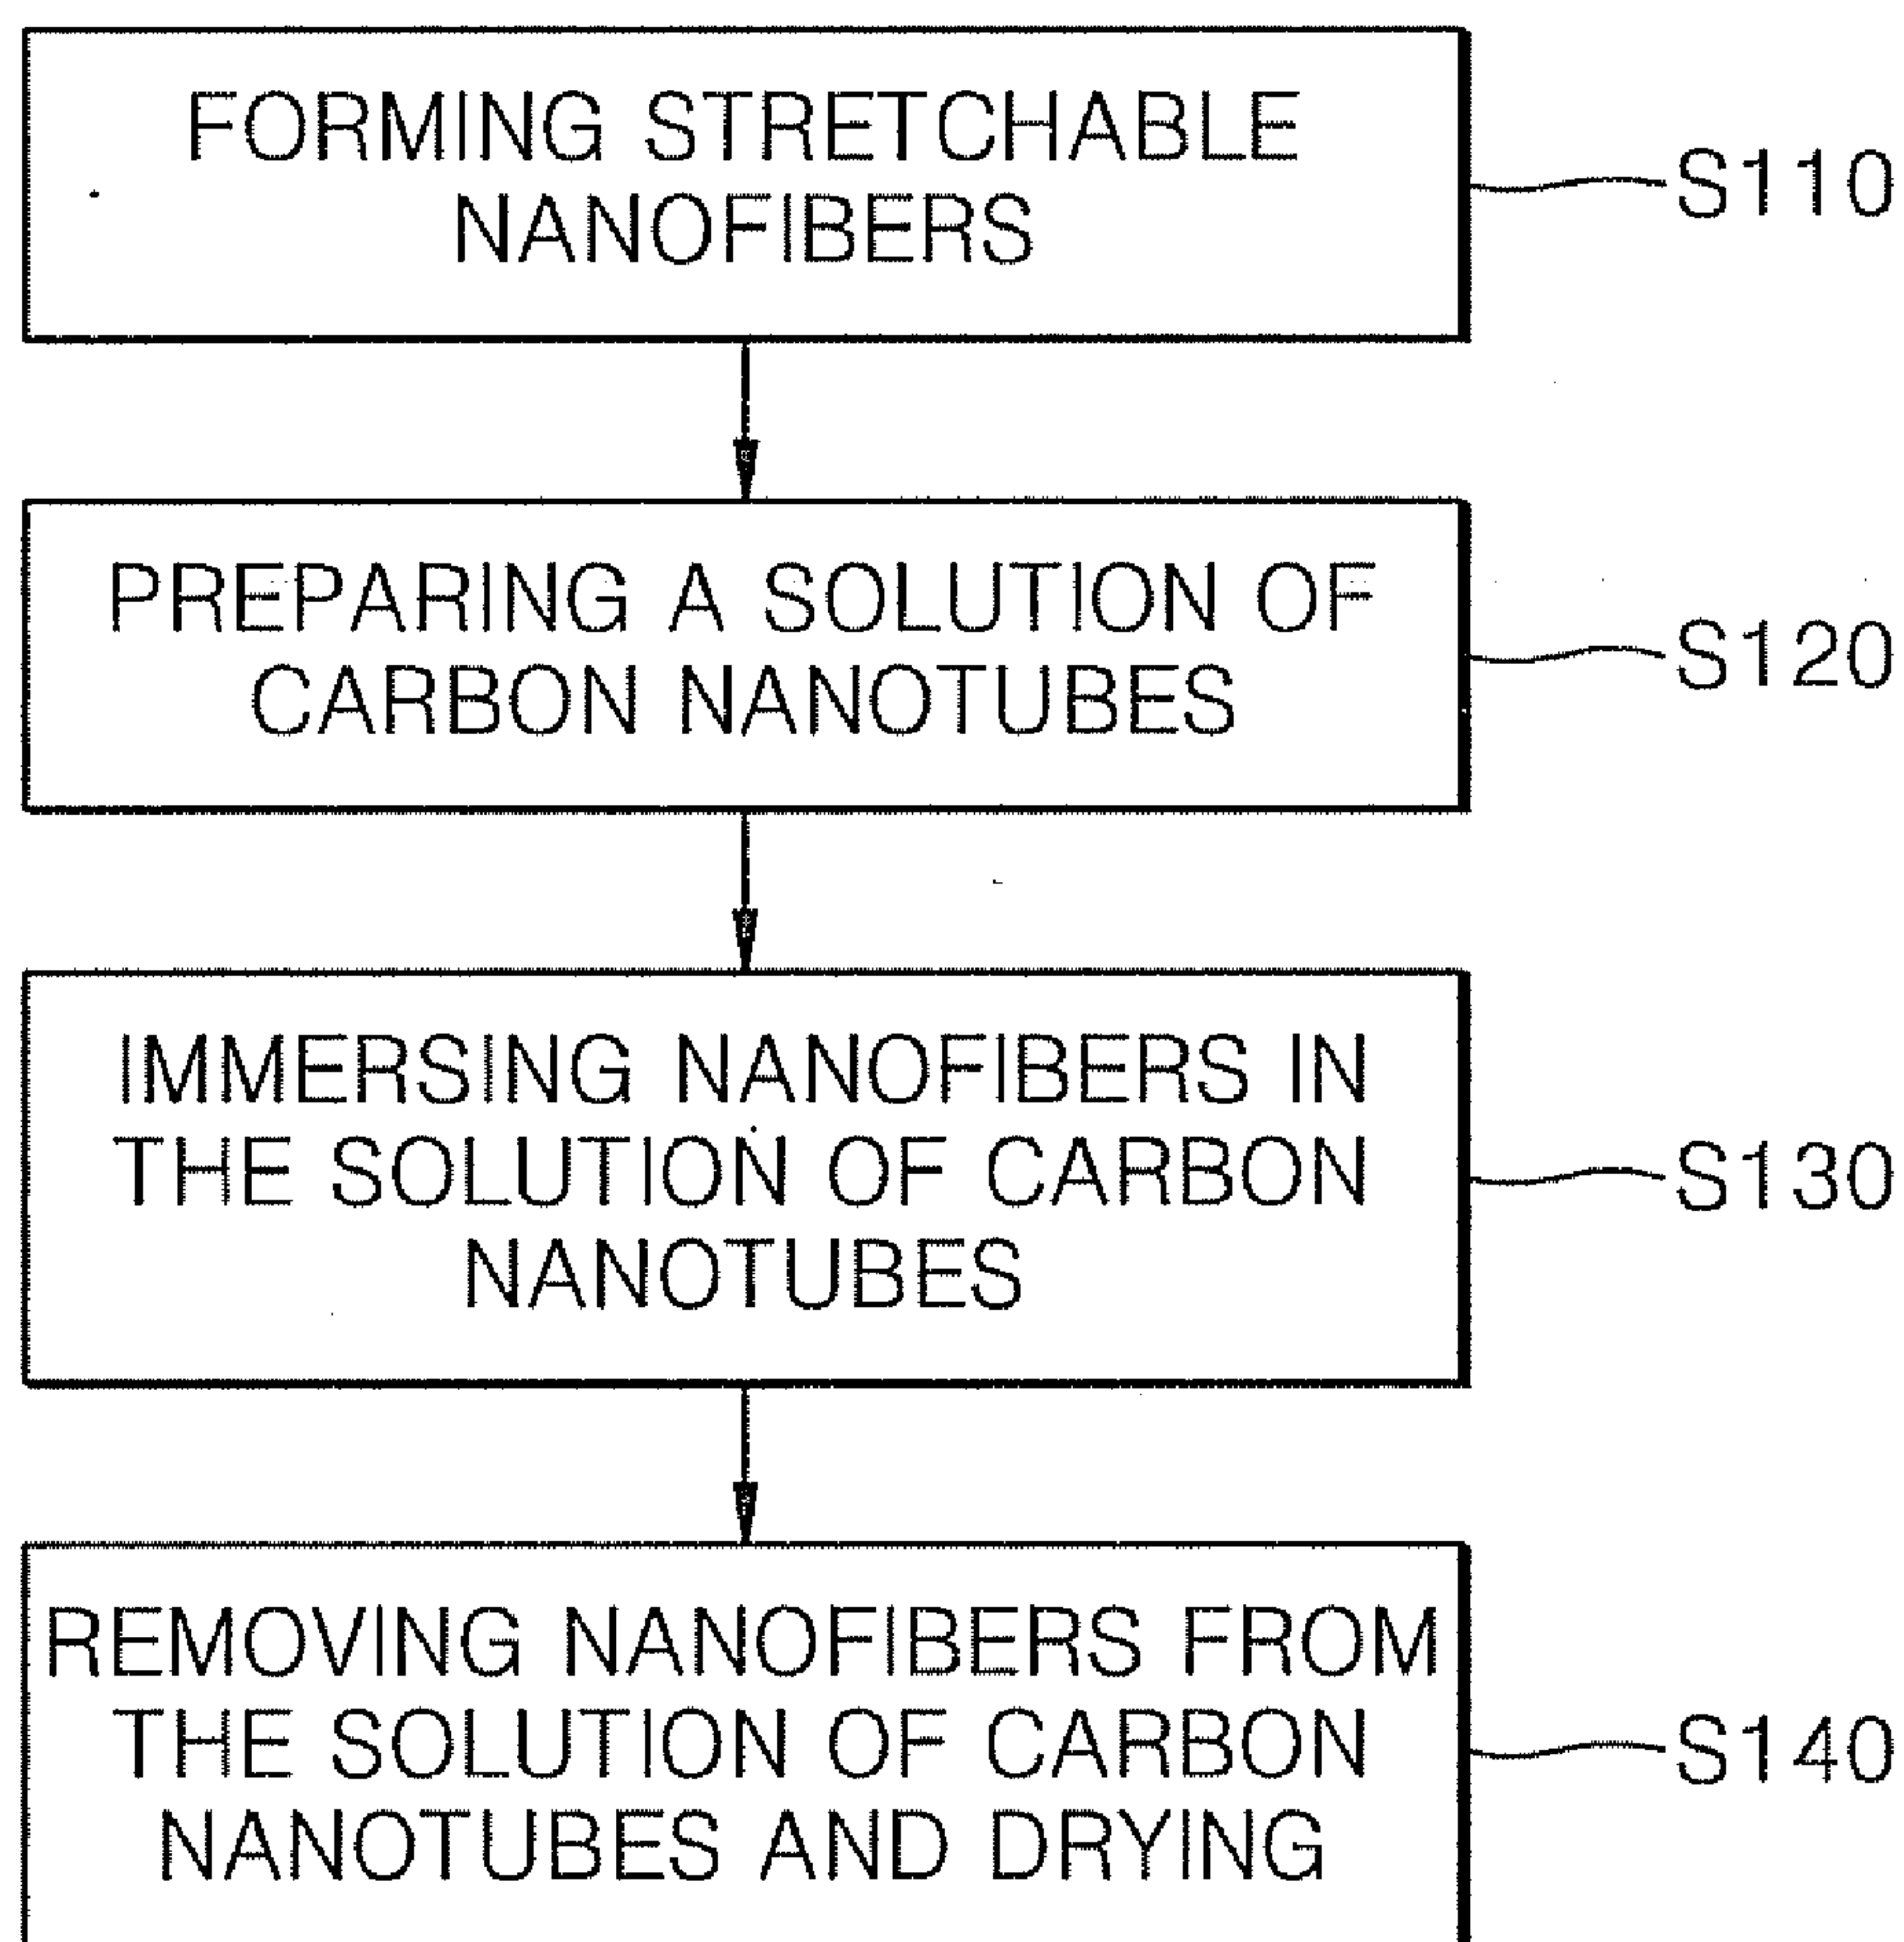 FORMING STRETCHABLE
NANOFIBERS
S110
PREPARING A SOLUTION OF
CARBON NANOTUBES
S120
IMMERSING NANOFIBERS IN
THE SOLUTION OF CARBON
NANOTUBES
S130
REMOVING NANOFIBERS FROM
THE SOLUTION OF CARBON
NANOTUBES AND DRYING
S140